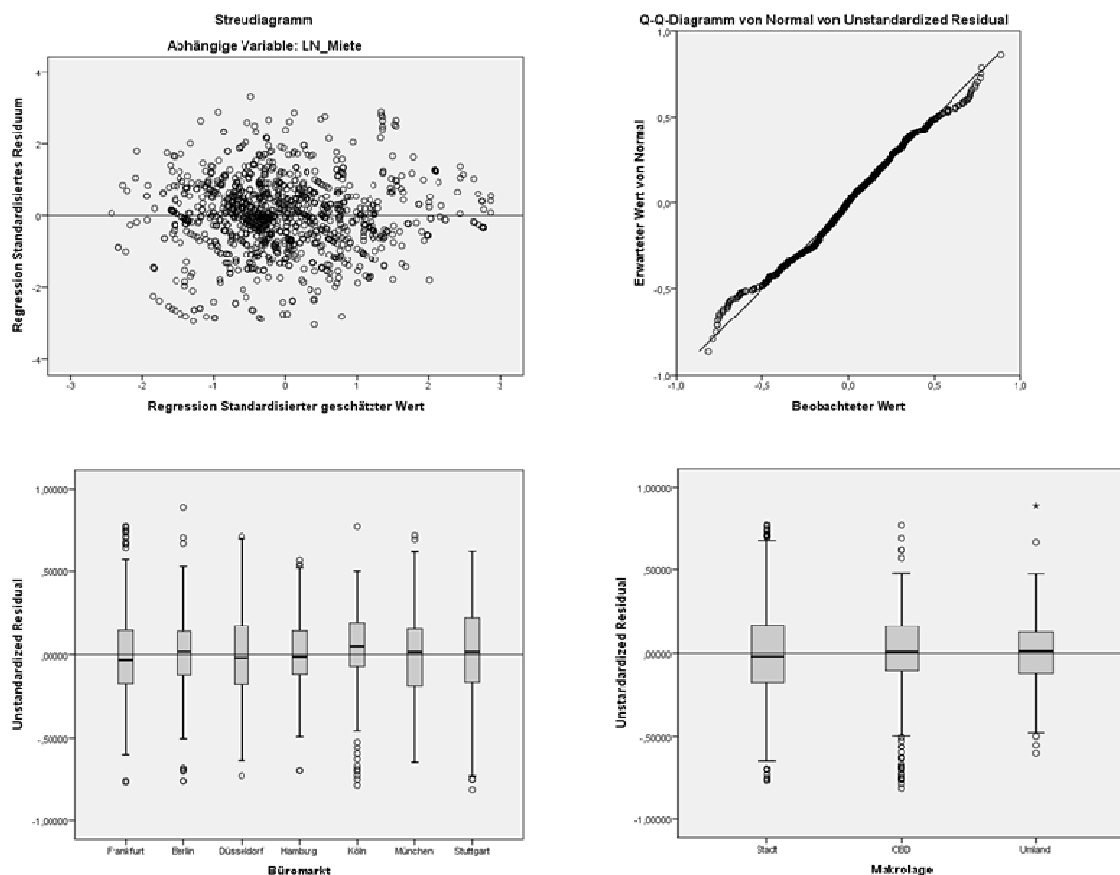 Streudiagramm
Abhängige Variable: LN_Miete
Regression Standardisiertes Residuum
4
2
0
-2
-4
-3
-2
-1
0
1
2
3
Regression Standardisierter geschätzter Wert
Q-Q-Diagramm von Normal von Unstandardized Residual
Erwarteter Wert von Normal
1,0
0,5
0,0
-0,5
-1,0
-1,0
-0,5
0,0
0,5
1,0
Beobachteter Wert
Unstandardized Residual
1,00000
,50000
,00000
-,50000
-1,00000
Frankfurt
Berlin
Düsseldorf
Hamburg
Köln
München
Stuttgart
Büromarkt
Unstandardized Residual
1,00000
,50000
,00000
-,50000
-1,00000
Stadt
CBD
Umland
Makrolage